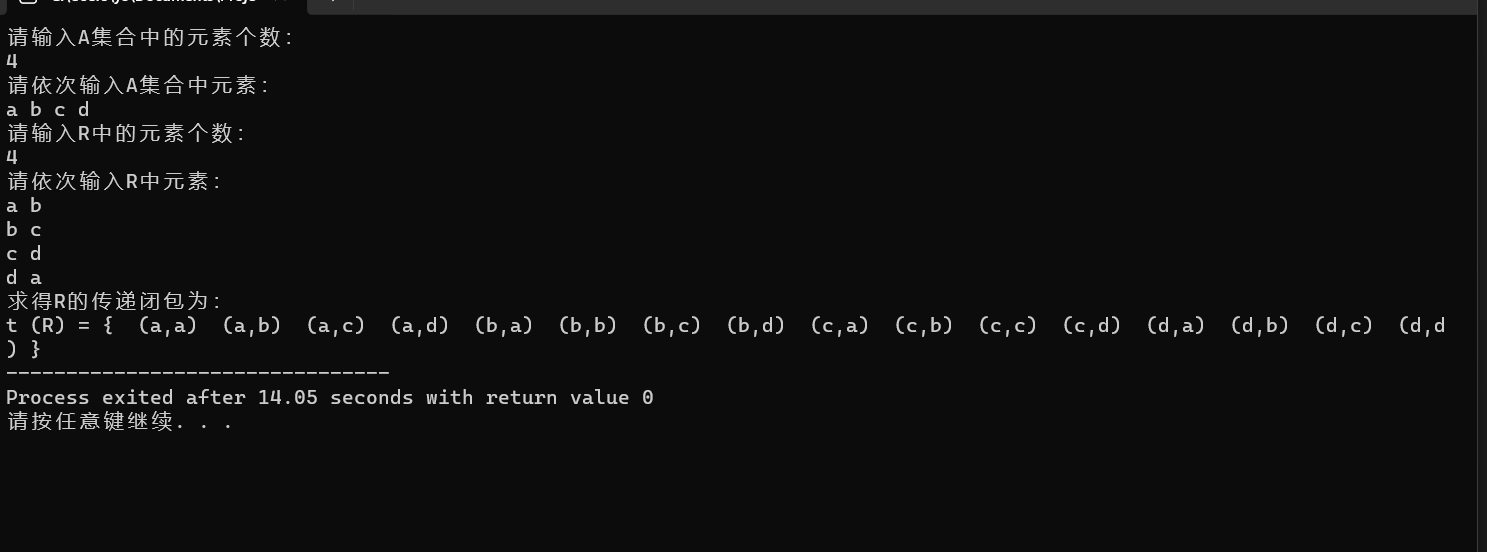 请输入A集合中的元素个数:
4
请依次输入A集合中元素:
a b c d
请输入R中的元素个数:
4
请依次输入R中元素:
a b
b c
c d
d a
求得R的传递闭包为:
t (R) = {  (a,a)  (a,b)  (a,c)  (a,d)  (b,a)  (b,b)  (b,c)  (b,d)  (c,a)  (c,b)  (c,c)  (c,d)  (d,a)  (d,b)  (d,c)  (d,d
) }
--------------------------------
Process exited after 14.05 seconds with return value 0
请按任意键继续. . .